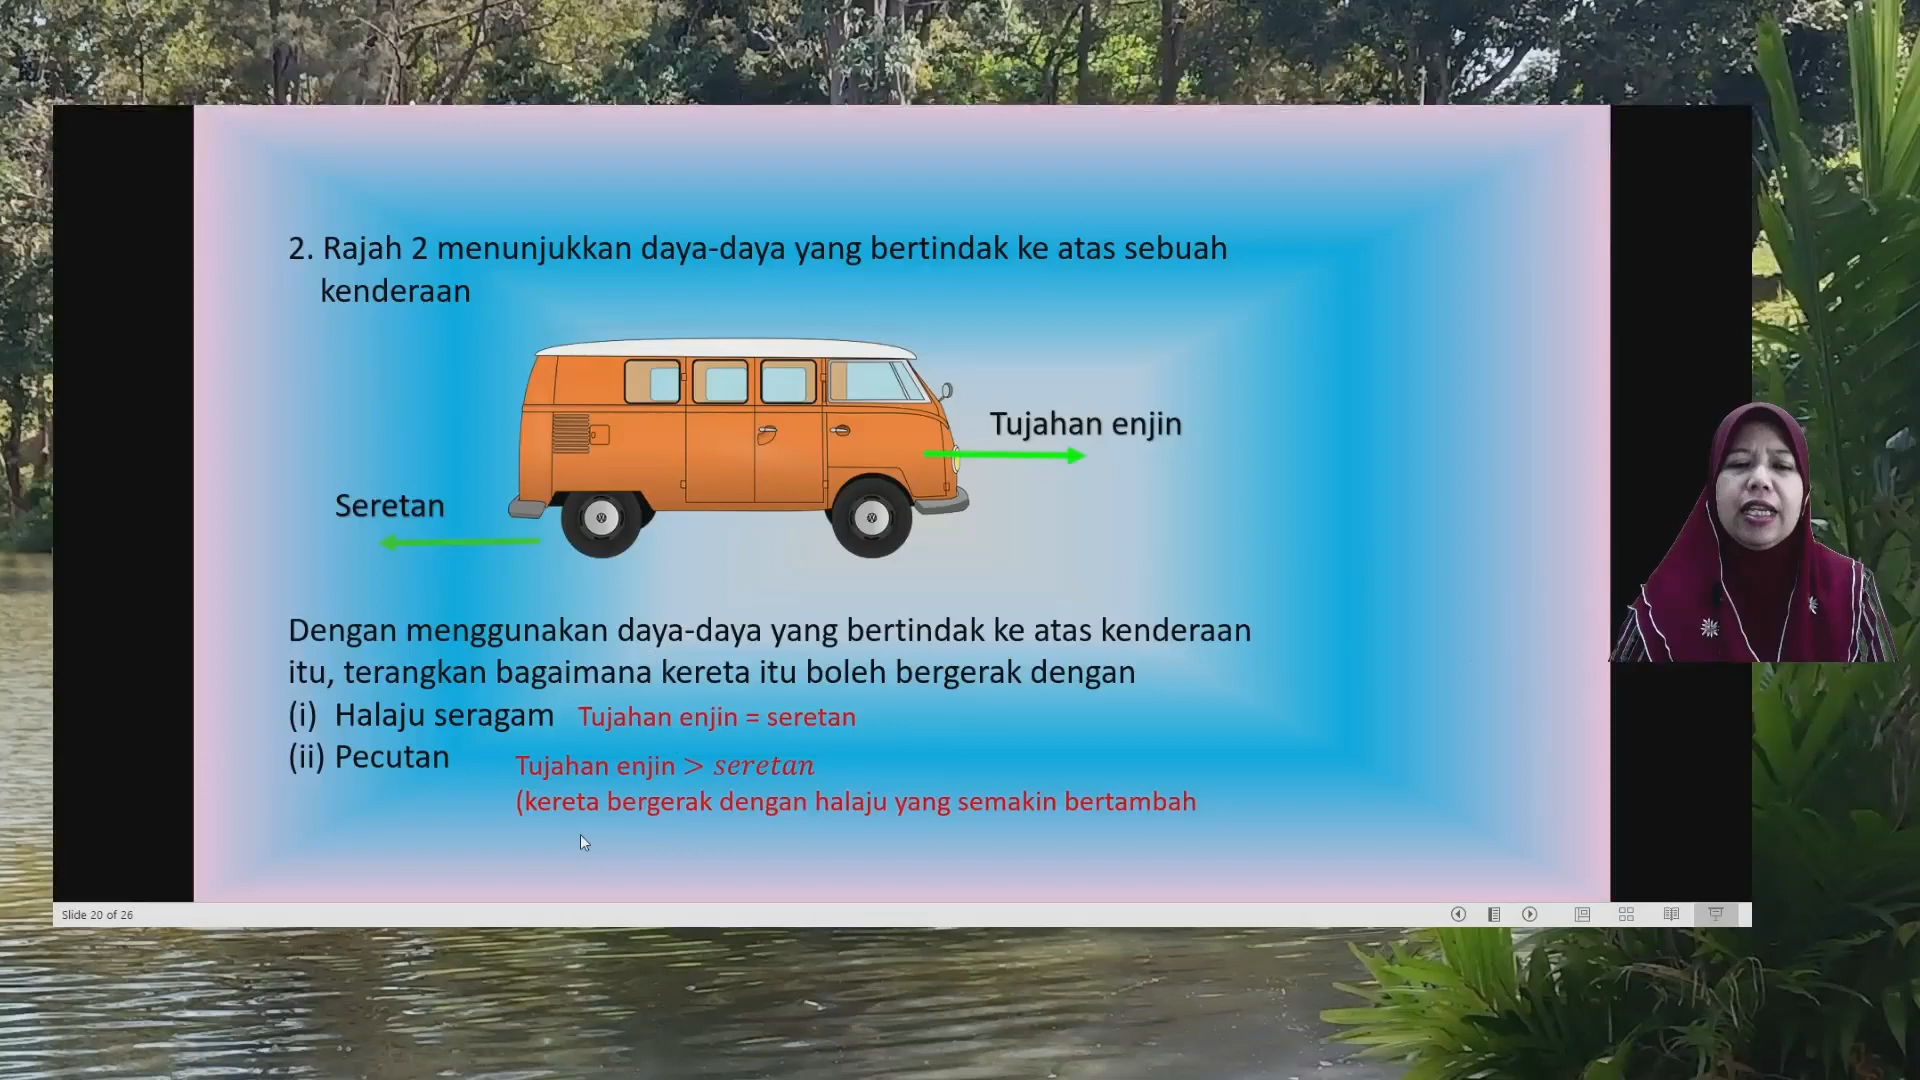 2. Rajah 2 menunjukkan daya-daya yang bertindak ke atas sebuah
kenderaan
Tujahan enjin
Seretan
Dengan menggunakan daya-daya yang bertindak ke atas kenderaan
itu, terangkan bagaimana kereta itu boleh bergerak dengan
(i) Halaju seragam Tujahan enjin = seretan
(ii) Pecutan
Tujahan enjin > seretan
(kereta bergerak dengan halaju yang semakin bertambah
Slide 20 of 26